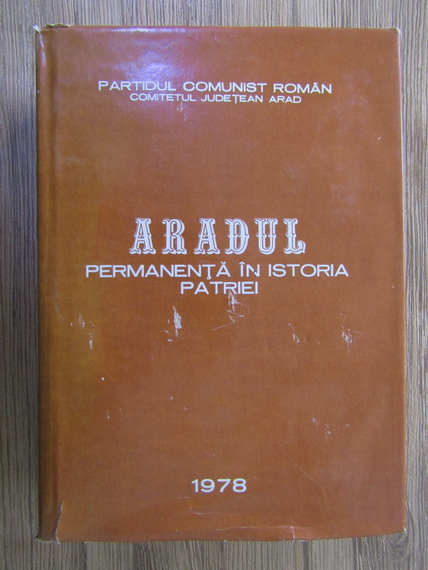 PARTIDUL COMUNIST ROMÂN
COMITETUL JUDEȚEAN ARAD
ARADUL
PERMANENȚĂ ÎN ISTORIA
PATRIEI
1978